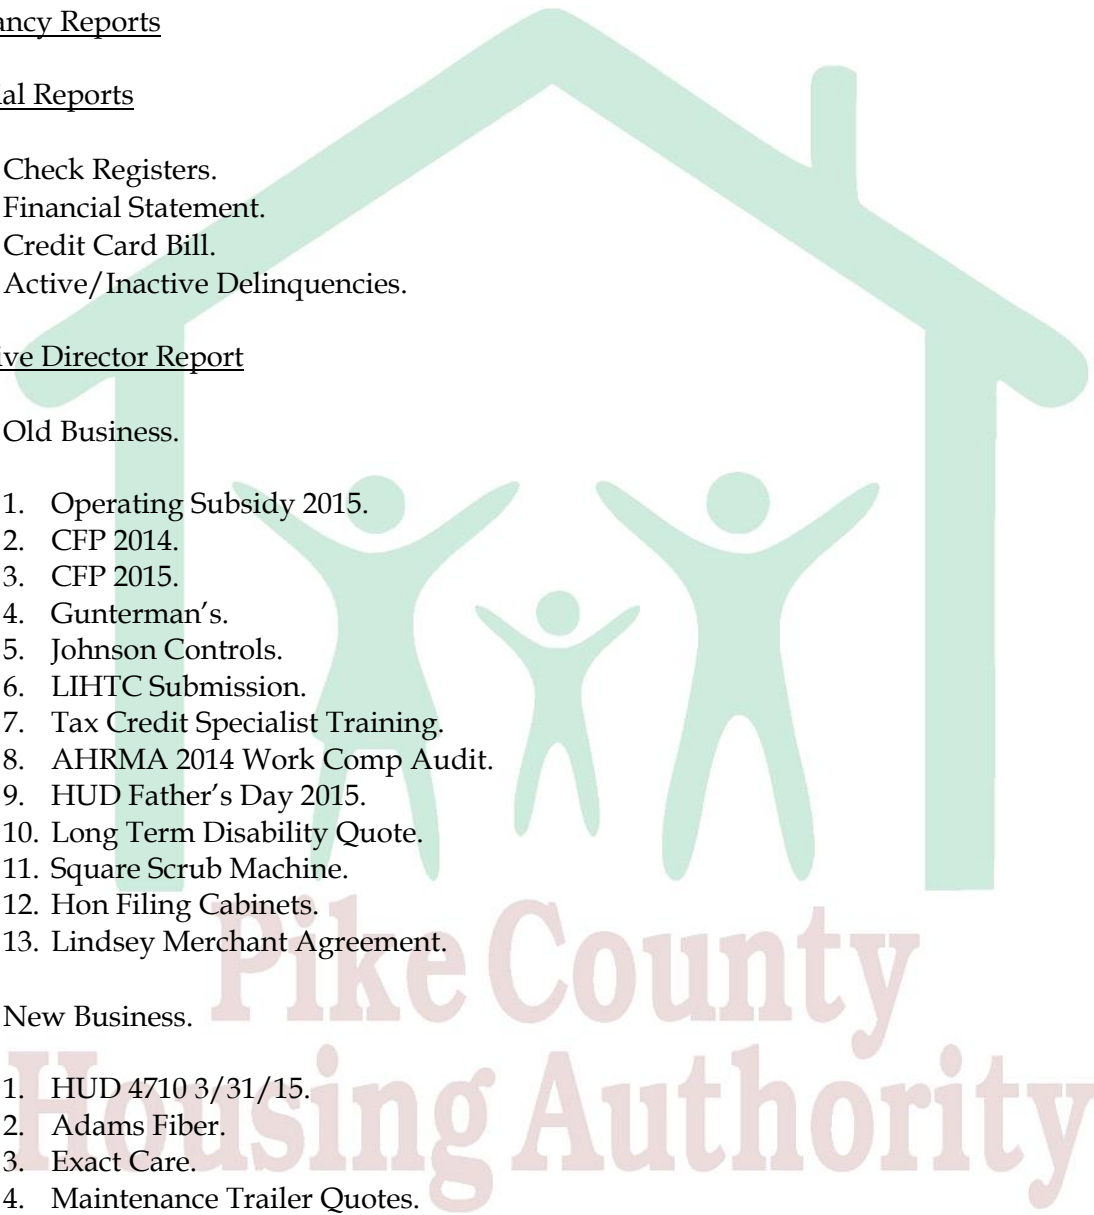 ancy Reports
al Reports
Check Registers.
Financial Statement.
Credit Card Bill.
Active/Inactive Delinquencies.
ive Director Report
Old Business.
1. Operating Subsidy 2015.
2. CFP 2014.
3. CFP 2015.
4. Gunterman’s.
5. Johnson Controls.
6. LIHTC Submission.
7. Tax Credit Specialist Training.
8. AHRMA 2014 Work Comp Audit.
9. HUD Father’s Day 2015.
10. Long Term Disability Quote.
11. Square Scrub Machine.
12. Hon Filing Cabinets.
13. Lindsey Merchant Agreement.
Pike County
New Business.
Housing Authority
1. HUD 4710 3/31/15.
2. Adams Fiber.
3. Exact Care.
4. Maintenance Trailer Quotes.